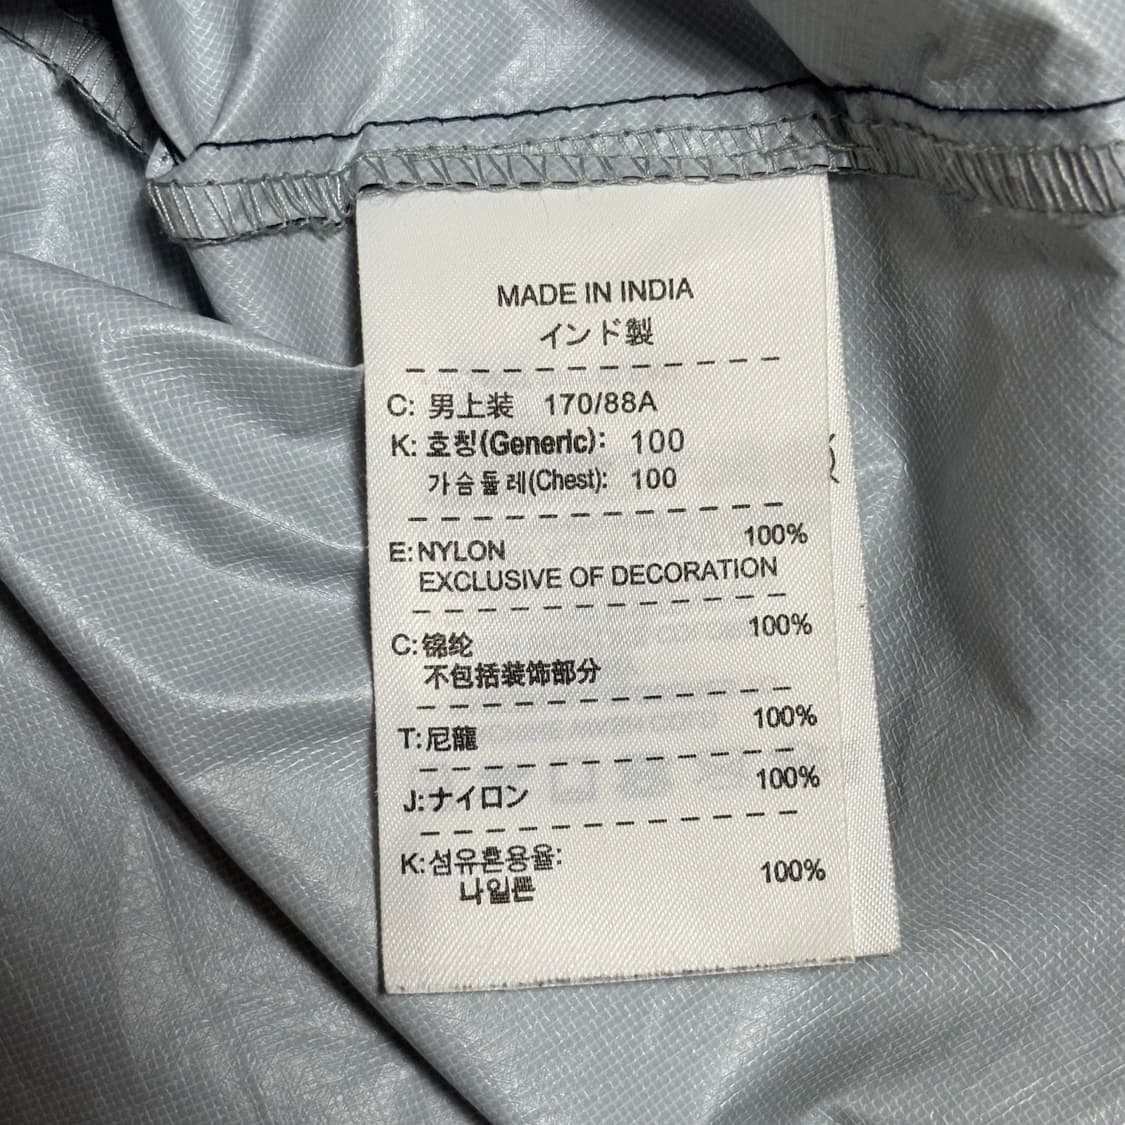 MADE IN INDIA
インド製
C: 男上装 170/88A
K: 호칭(Generic): 100
가슴둘레(Chest): 100
E: NYLON 100%
EXCLUSIVE OF DECORATION
C: 锦纶 100%
不包括装饰部分
T: 尼龍 100%
J: ナイロン 100%
K: 섬유혼용율:
나일론 100%